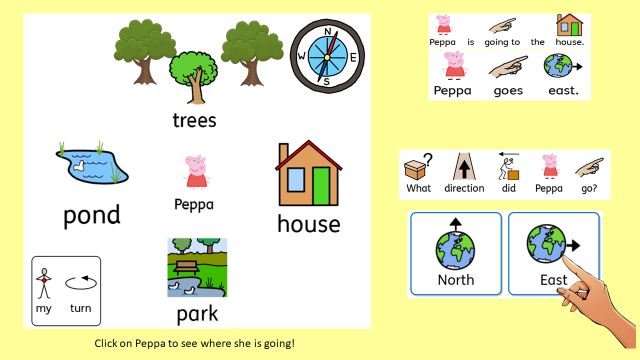 N
W E
S
trees
pond
Peppa
house
park
my turn
Click on Peppa to see where she is going!
Peppa is going to the house.
Peppa goes east.
?
What direction did Peppa go?
North
East